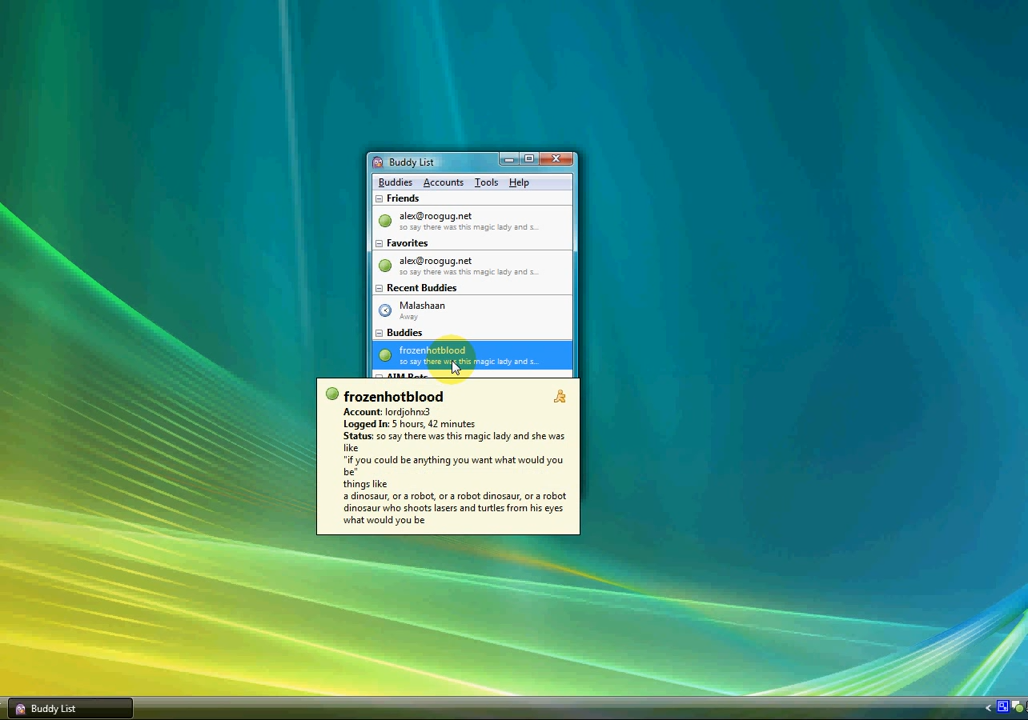 Buddy List
Buddies Accounts Tools Help
Friends
alex@roogug.net
so say there was this magic lady and s...
Favorites
alex@roogug.net
so say there was this magic lady and s...
Recent Buddies
Malashaan
Away
Buddies
frozenhotblood
so say there was this magic lady and s...
AIM Bots
frozenhotblood
Account: lordjohnx3
Logged In: 5 hours, 42 minutes
Status: so say there was this magic lady and she was
like
"if you could be anything you want what would you
be"
things like
a dinosaur, or a robot, or a robot dinosaur, or a robot
dinosaur who shoots lasers and turtles from his eyes
what would you be
Buddy List